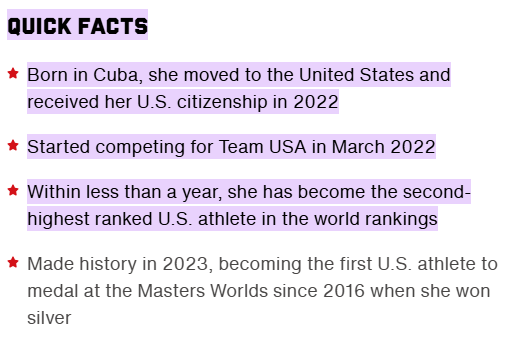 QUICK FACTS
Born in Cuba, she moved to the United States and
received her U.S. citizenship in 2022
Started competing for Team USA in March 2022
Within less than a year, she has become the second-
highest ranked U.S. athlete in the world rankings
Made history in 2023, becoming the first U.S. athlete to
medal at the Masters Worlds since 2016 when she won
silver